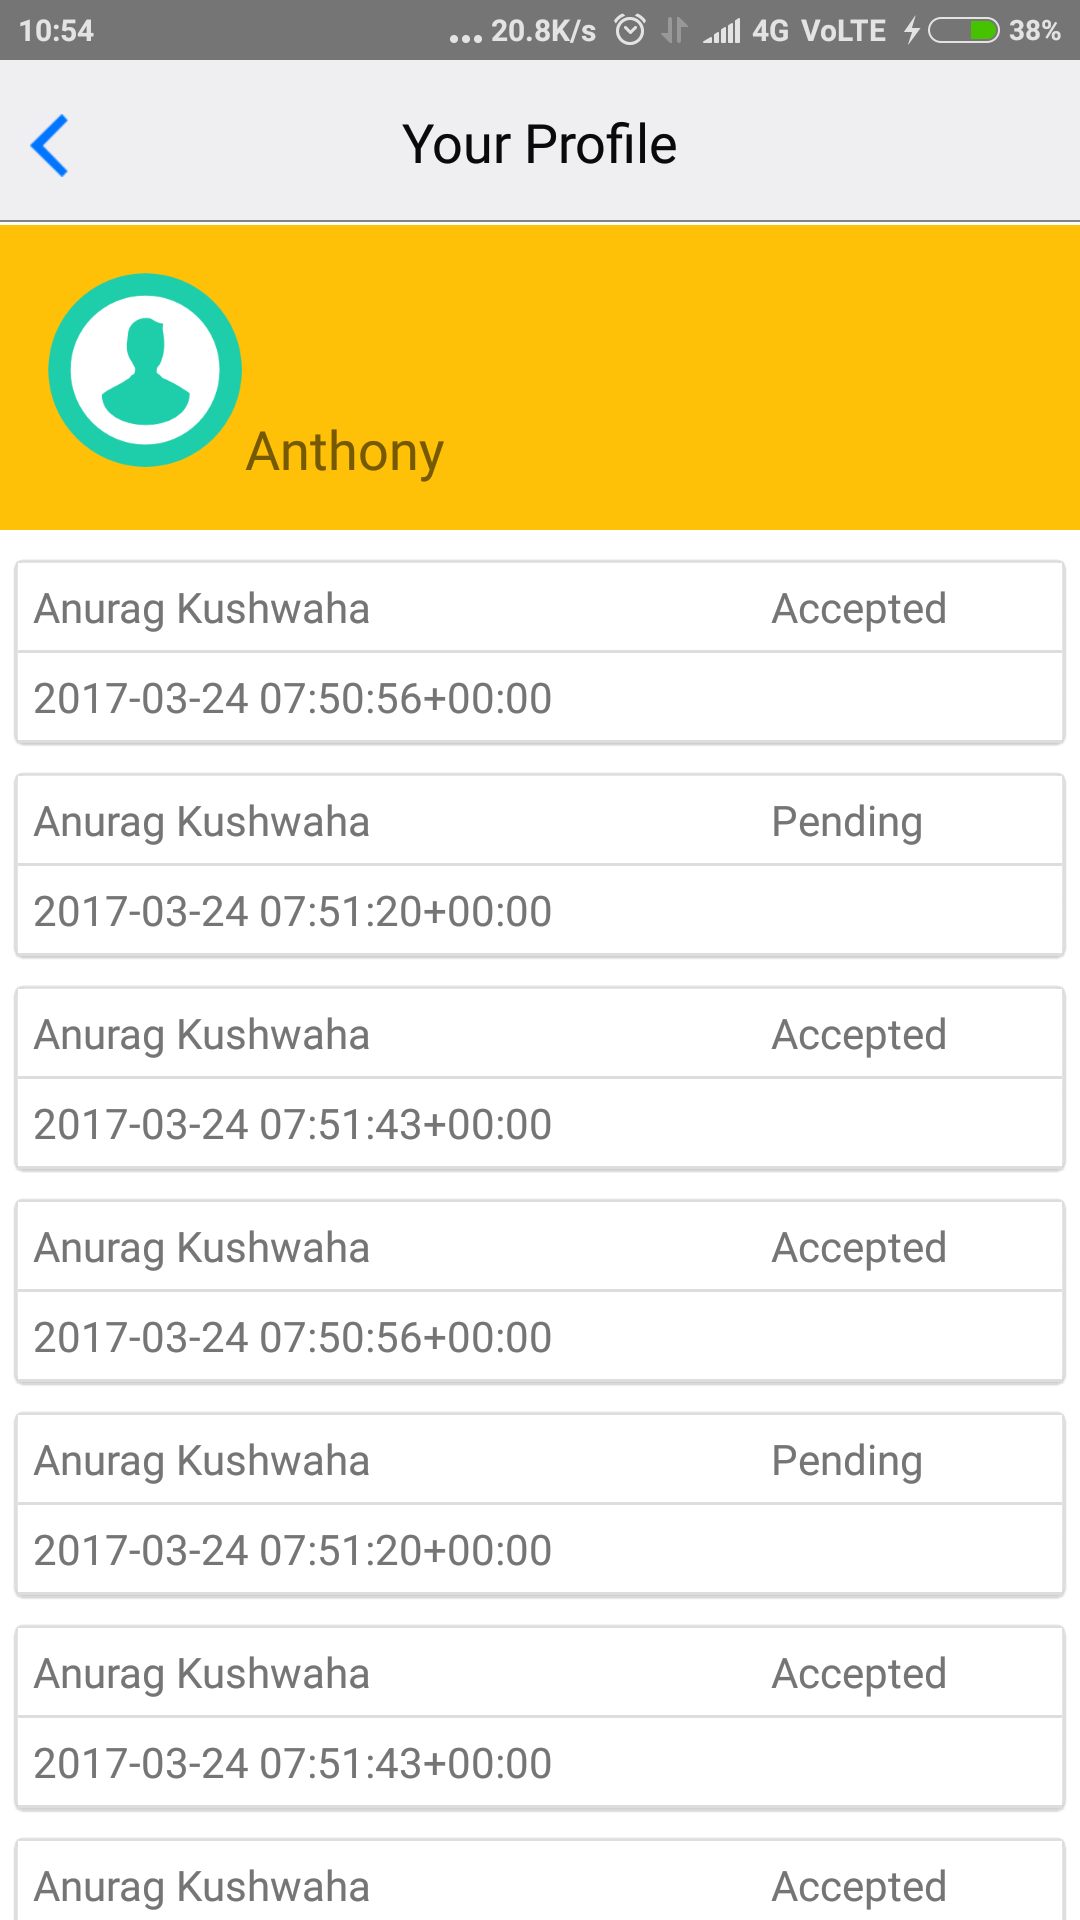 10:54 ... 20.8K/s 4G VoLTE 38%
Your Profile
Anthony
Anurag Kushwaha Accepted
2017-03-24 07:50:56+00:00
Anurag Kushwaha Pending
2017-03-24 07:51:20+00:00
Anurag Kushwaha Accepted
2017-03-24 07:51:43+00:00
Anurag Kushwaha Accepted
2017-03-24 07:50:56+00:00
Anurag Kushwaha Pending
2017-03-24 07:51:20+00:00
Anurag Kushwaha Accepted
2017-03-24 07:51:43+00:00
Anurag Kushwaha Accepted